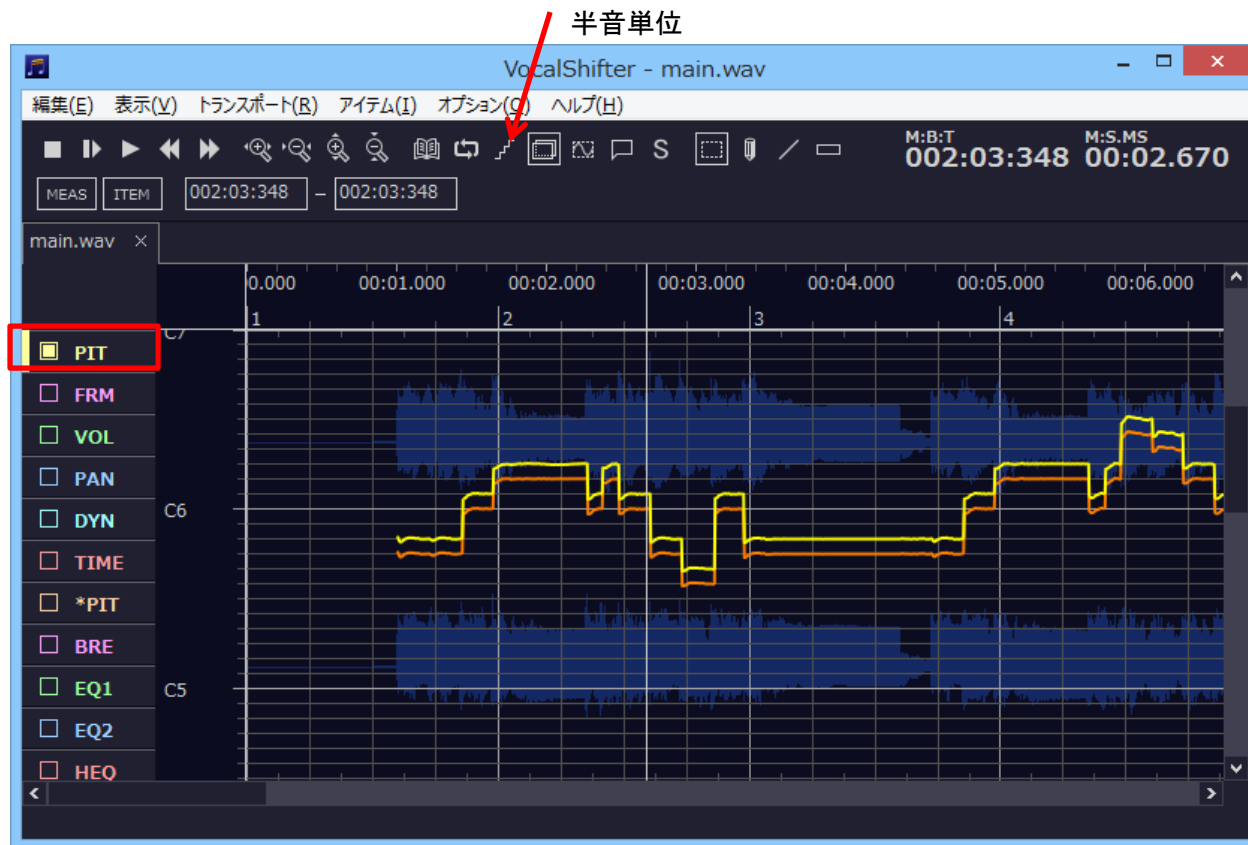 半音単位
VocalShifter - main.wav
編集(E) 表示(V) トランスポート(R) アイテム(I) オプション(O) ヘルプ(H)
S
M:B:T M:S.MS
002:03:348 00:02.670
MEAS ITEM 002:03:348 – 002:03:348
main.wav ×
0.000 00:01.000 00:02.000 00:03.000 00:04.000 00:05.000 00:06.000
1 2 3 4
C7
PIT
FRM
VOL
PAN
C6
DYN
TIME
*PIT
BRE
EQ1
C5
EQ2
HEQ